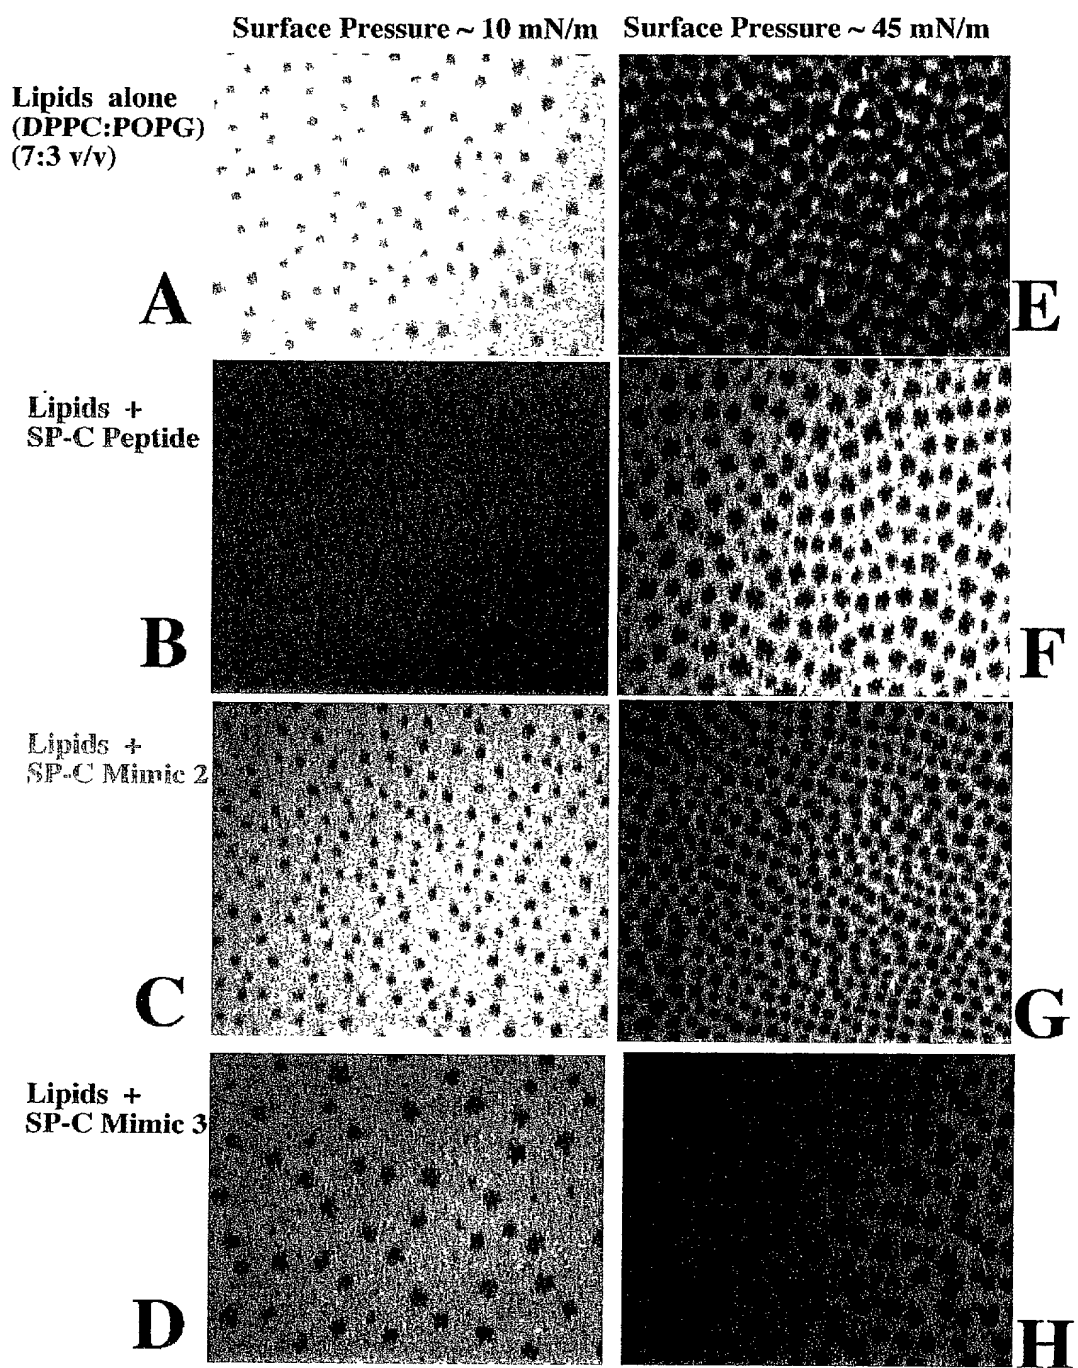 Surface Pressure ~ 10 mN/m
Surface Pressure ~ 45 mN/m
Lipids alone
(DPPC:POPG)
(7:3 v/v)
A
E
Lipids +
SP-C Peptide
B
F
Lipids +
SP-C Mimic 2
C
G
Lipids +
SP-C Mimic 3
D
H